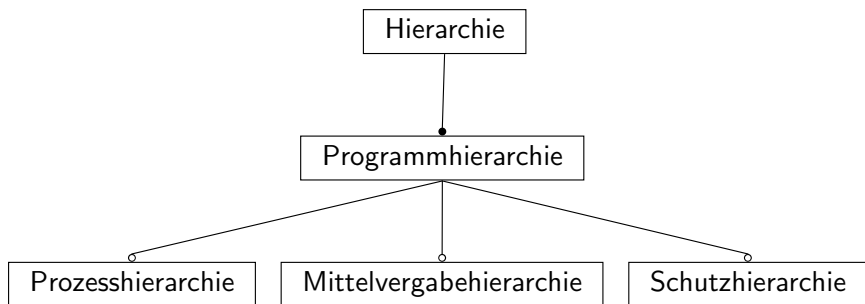 Hierarchie
Programmhierarchie
Prozesshierarchie
Mittelvergabehierarchie
Schutzhierarchie